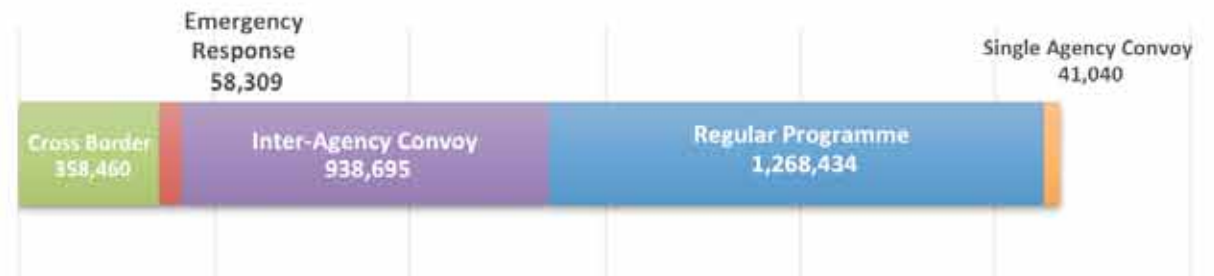 Emergency
Response
58,309
Single Agency Convoy
41,040
Cross Border
358,460
Inter-Agency Convoy
938,695
Regular Programme
1,268,434